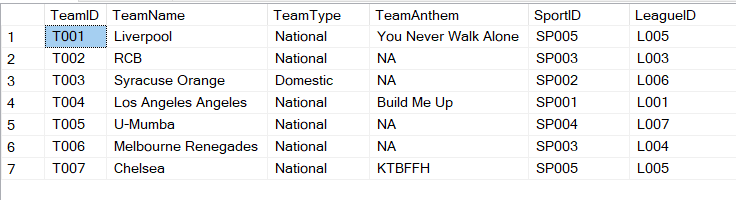 TeamID TeamName TeamType TeamAnthem SportID LeagueID
1 T001 Liverpool National You Never Walk Alone SP005 L005
2 T002 RCB National NA SP003 L003
3 T003 Syracuse Orange Domestic NA SP002 L006
4 T004 Los Angeles Angeles National Build Me Up SP001 L001
5 T005 U-Mumba National NA SP004 L007
6 T006 Melbourne Renegades National NA SP003 L004
7 T007 Chelsea National KTBFFH SP005 L005